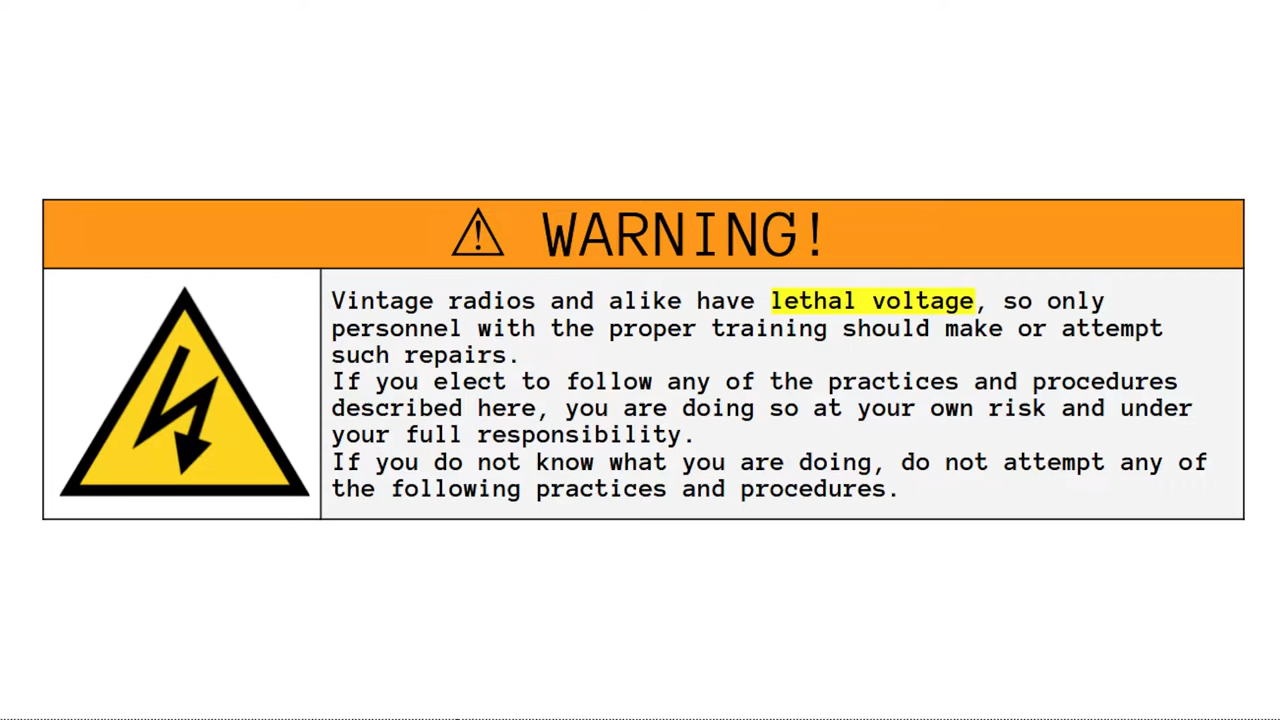 ⚠ WARNING!
Vintage radios and alike have lethal voltage, so only
personnel with the proper training should make or attempt
such repairs.
If you elect to follow any of the practices and procedures
described here, you are doing so at your own risk and under
your full responsibility.
If you do not know what you are doing, do not attempt any of
the following practices and procedures.